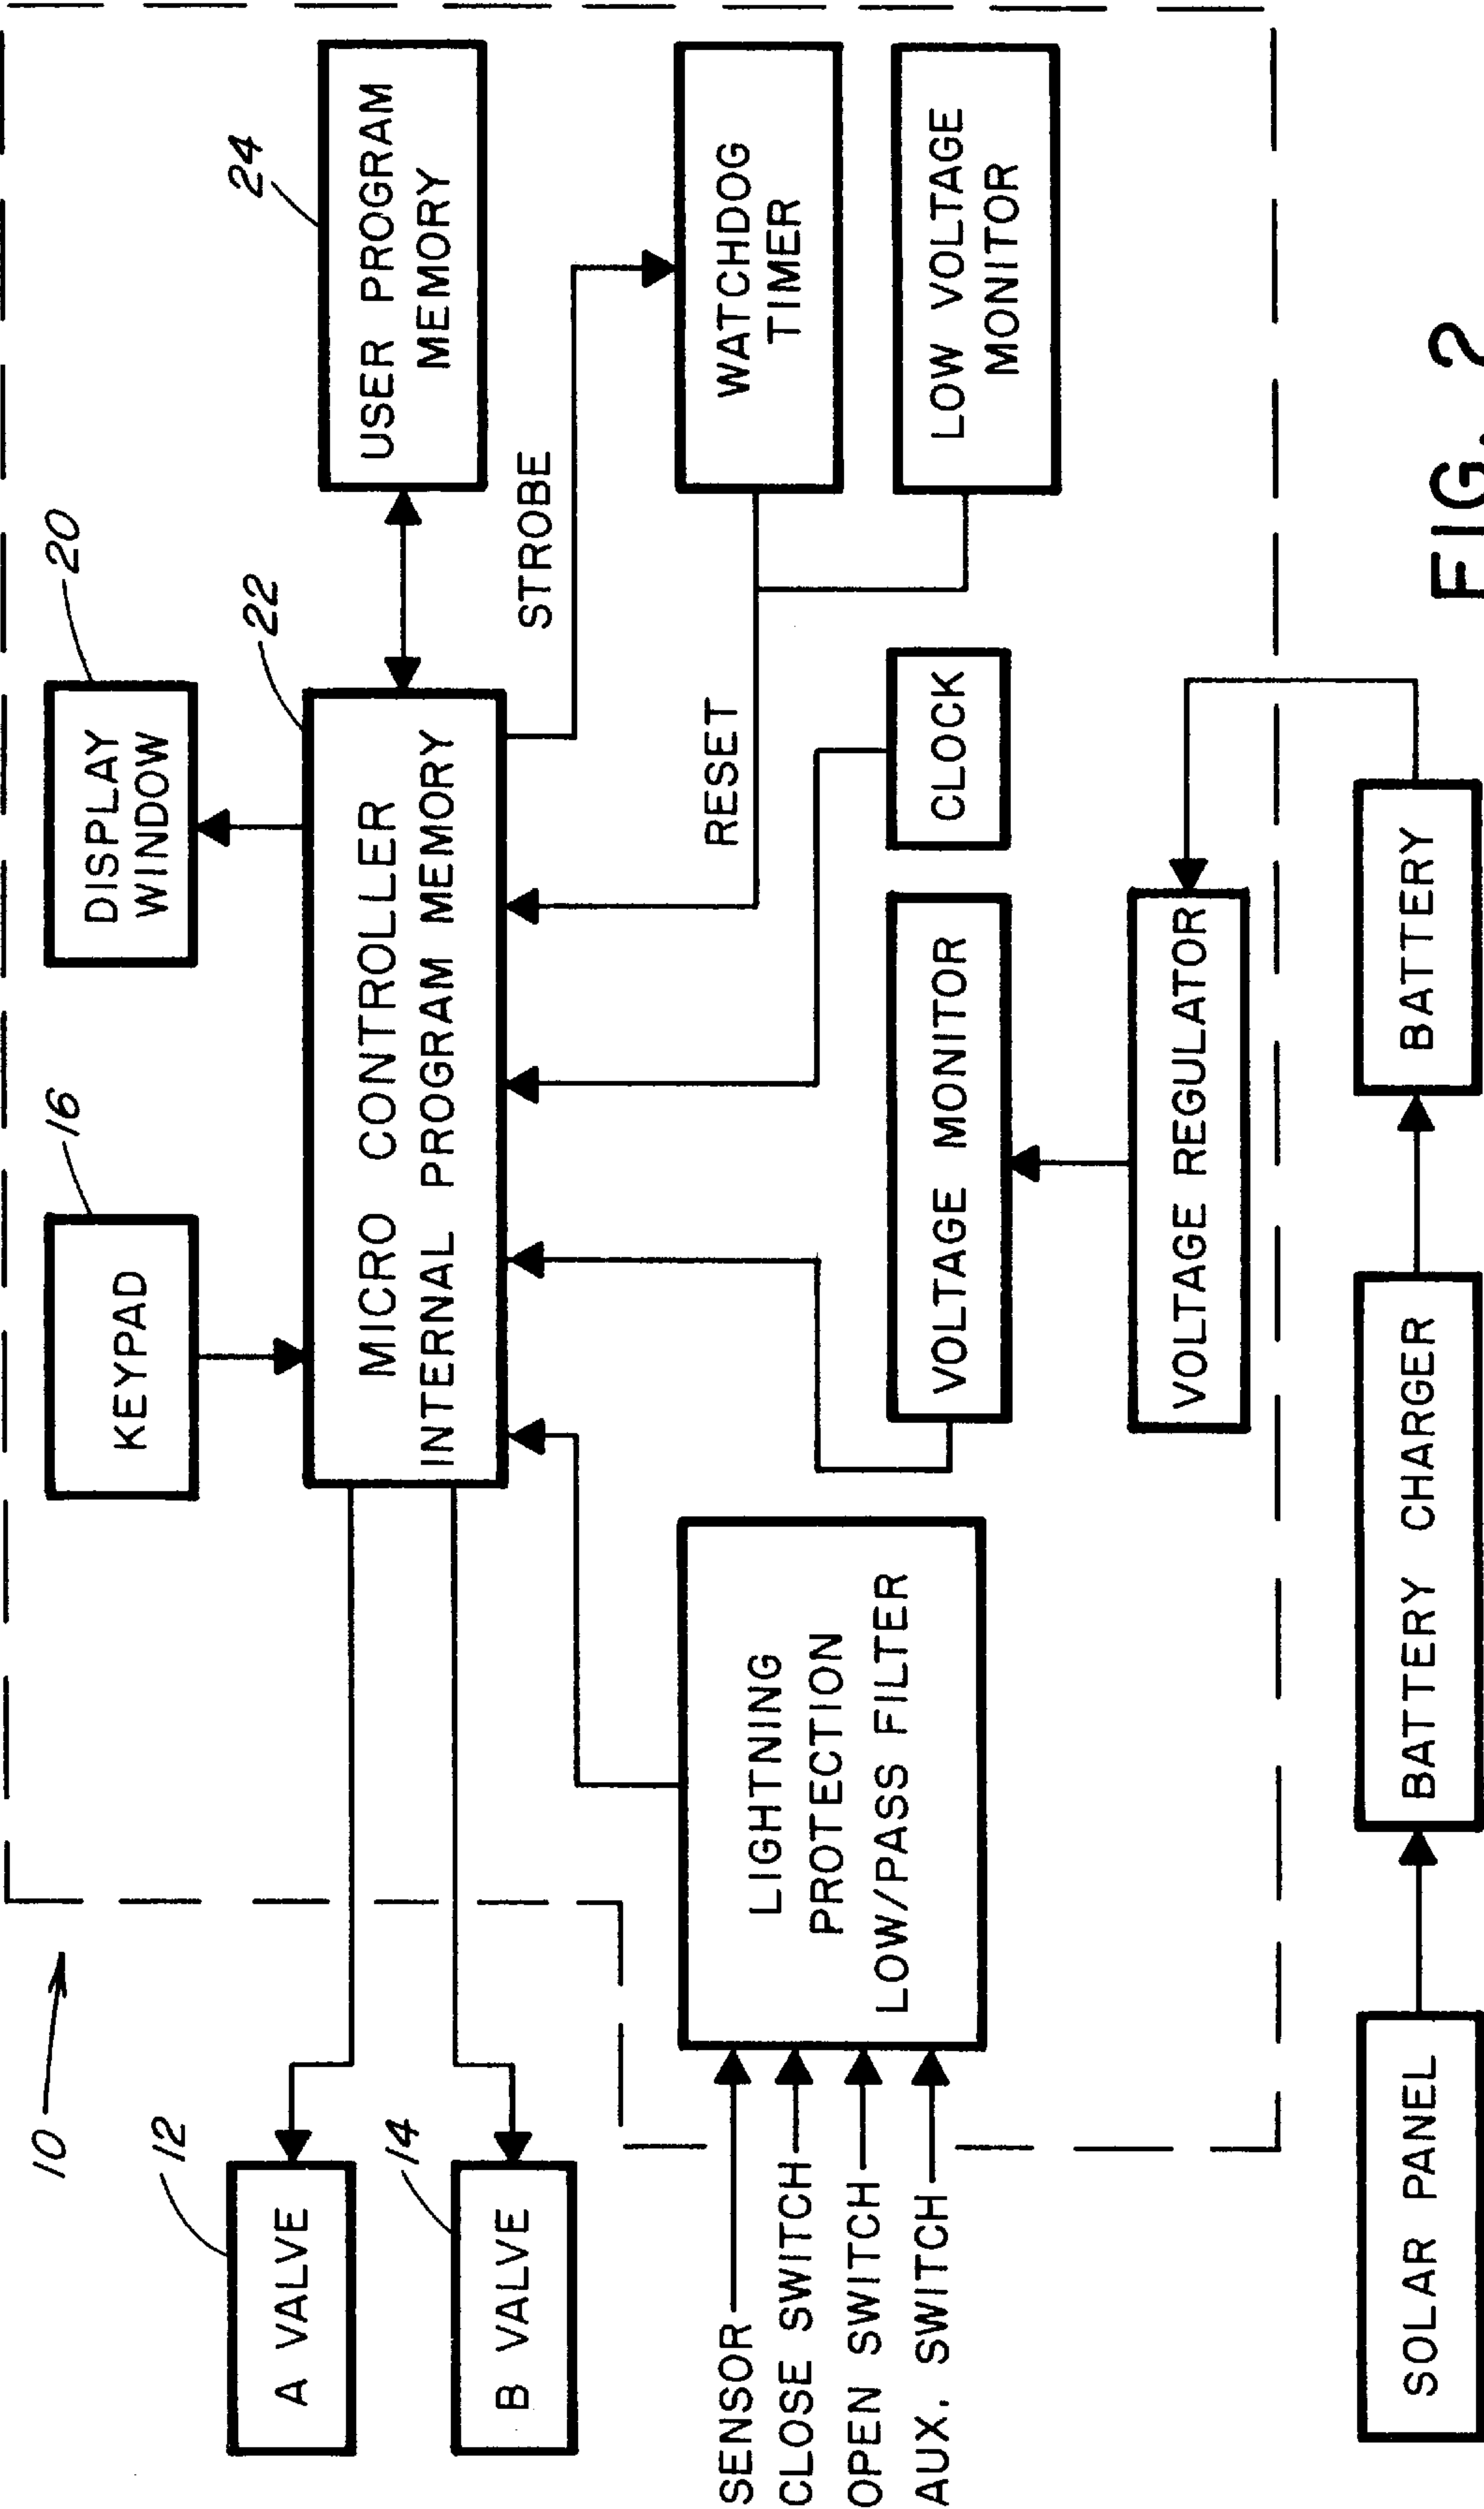 10
12
A VALVE
14
B VALVE
16
KEYPAD
20
DISPLAY
WINDOW
22
MICRO CONTROLLER
INTERNAL PROGRAM MEMORY
24
USER PROGRAM
MEMORY
STROBE
WATCHDOG
TIMER
RESET
LOW VOLTAGE
MONITOR
SENSOR
CLOSE SWITCH
OPEN SWITCH
AUX. SWITCH
LIGHTNING
PROTECTION
LOW/PASS FILTER
VOLTAGE MONITOR
CLOCK
VOLTAGE REGULATOR
SOLAR PANEL
BATTERY CHARGER
BATTERY
FIG. 2